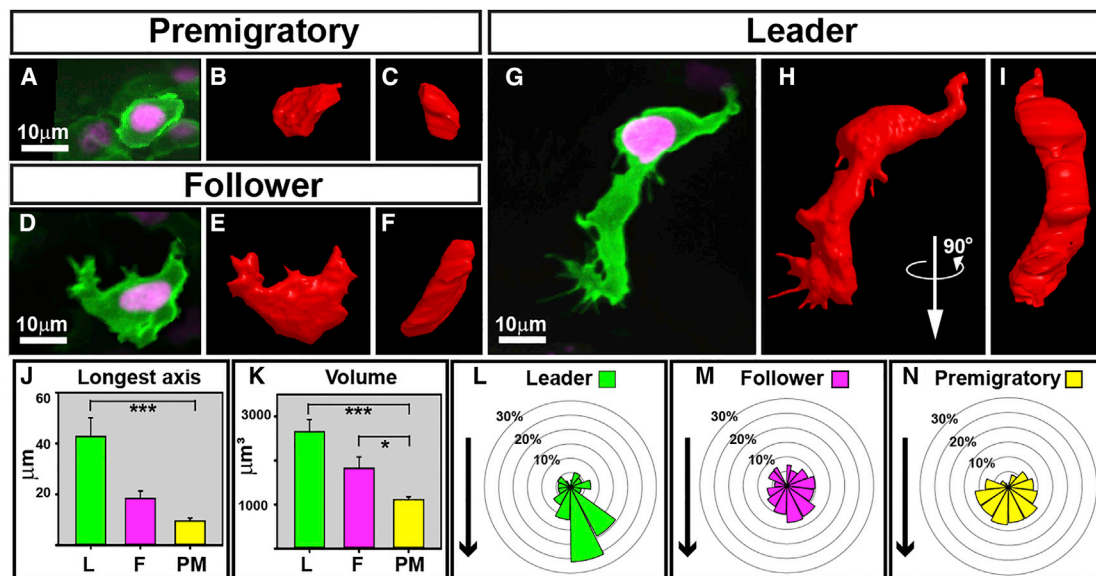 Premigratory
Leader
A
B
C
G
H
I
10µm
Follower
D
E
F
90°
10µm
10µm
J
Longest axis
K
Volume
L
Leader
M
Follower
N
Premigratory
60
***
40
20
µm
L
F
PM
3000
***
*
µm³
1000
L
F
PM
30%
20%
10%
30%
20%
10%
30%
20%
10%